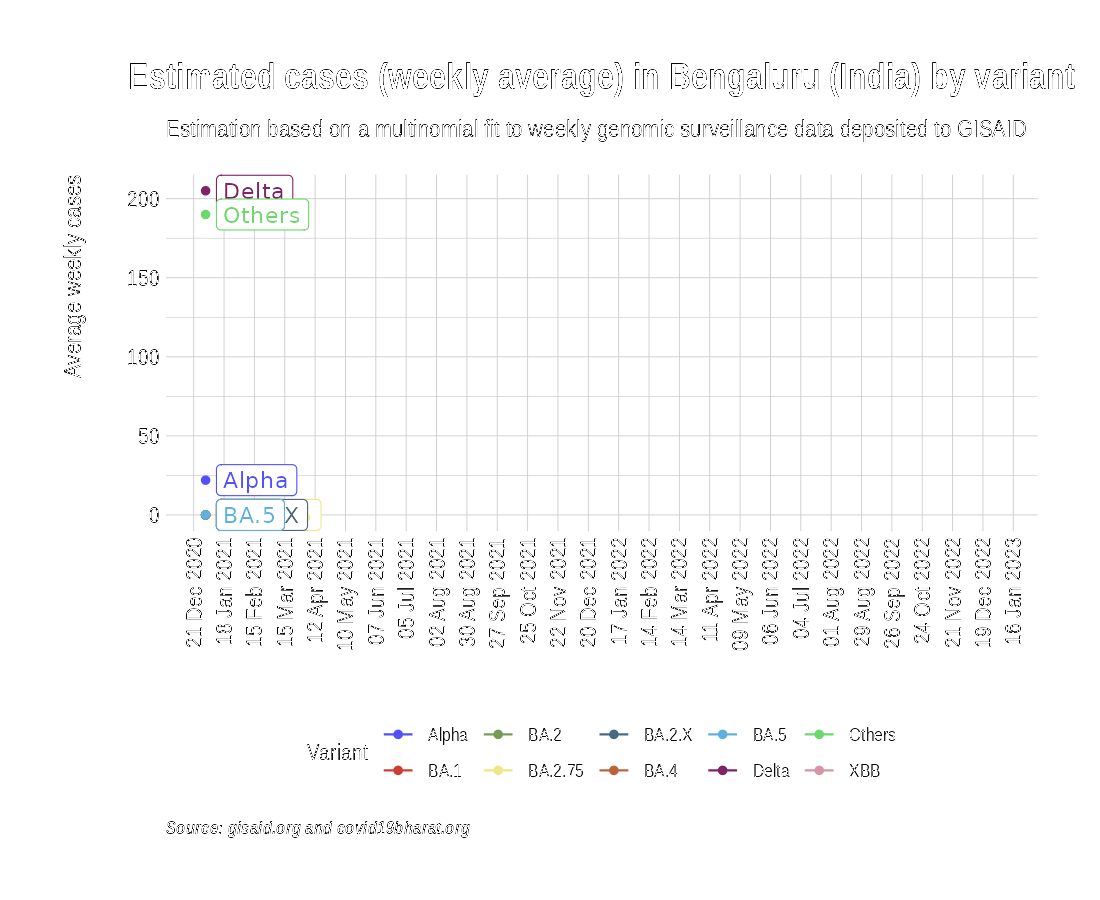 Estimated cases (weekly average) in Bengaluru (India) by variant
Estimation based on a multinomial fit to weekly genomic surveillance data deposited to GISAID
Average weekly cases
200
150
100
50
0
Delta
Others
Alpha
BA.5
X
21 Dec 2020
18 Jan 2021
15 Feb 2021
15 Mar 2021
12 Apr 2021
10 May 2021
07 Jun 2021
05 Jul 2021
02 Aug 2021
30 Aug 2021
27 Sep 2021
25 Oct 2021
22 Nov 2021
20 Dec 2021
17 Jan 2022
14 Feb 2022
14 Mar 2022
11 Apr 2022
09 May 2022
06 Jun 2022
04 Jul 2022
01 Aug 2022
29 Aug 2022
26 Sep 2022
24 Oct 2022
21 Nov 2022
19 Dec 2022
16 Jan 2023
Variant
Alpha BA.2 BA.2.X BA.5 Others
BA.1 BA.2.75 BA.4 Delta XBB
Source: gisaid.org and covid19bharat.org